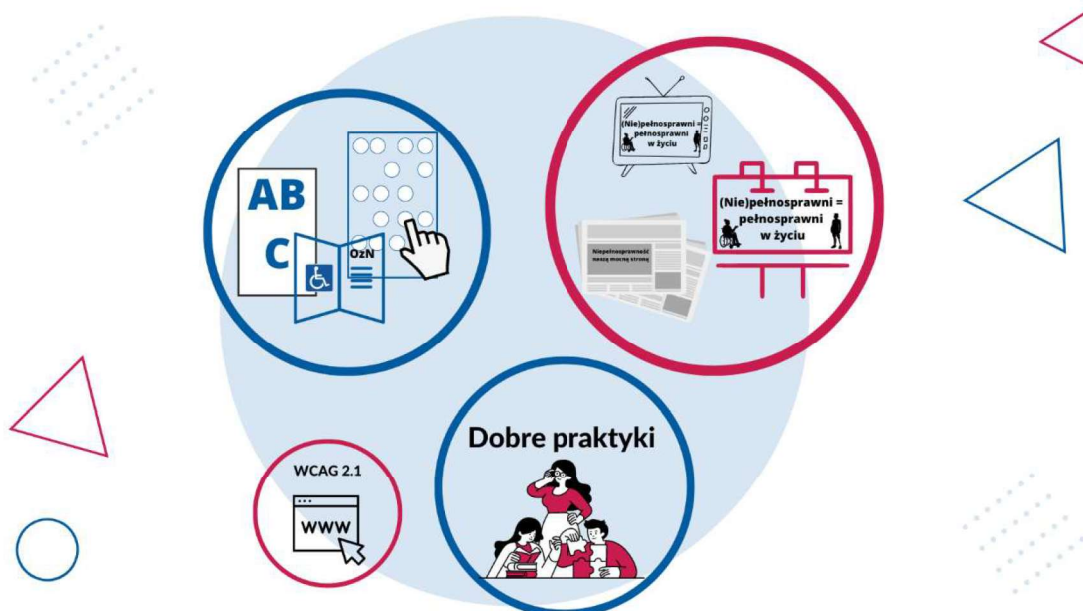 AB
C
OzN
(Nie)pełnosprawni =
pełnosprawni
w życiu
(Nie)pełnosprawni =
pełnosprawni
w życiu
Niepełnosprawność
naszą mocną stroną
WCAG 2.1
WWW
Dobre praktyki